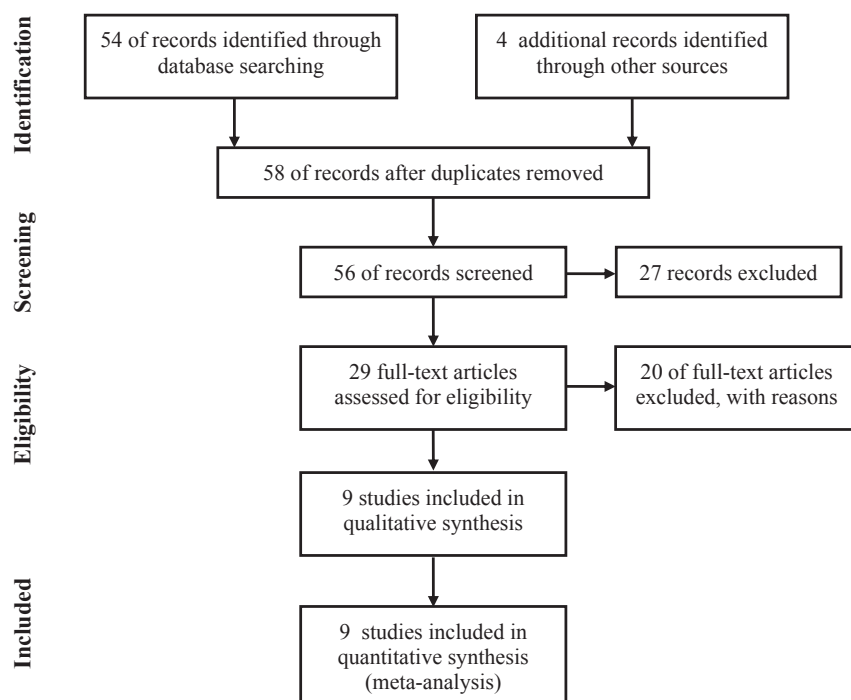 Identification
54 of records identified through
database searching
4 additional records identified
through other sources
58 of records after duplicates removed
Screening
56 of records screened
27 records excluded
Eligibility
29 full-text articles
assessed for eligibility
20 of full-text articles
excluded, with reasons
9 studies included in
qualitative synthesis
Included
9 studies included in
quantitative synthesis
(meta-analysis)